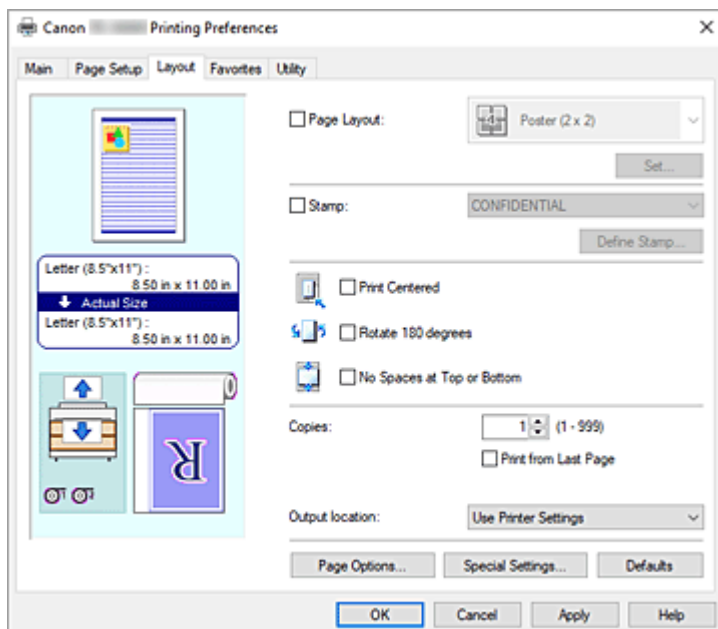 Canon Printing Preferences
Main Page Setup Layout Favorites Utility
Page Layout: 4 Poster (2 x 2)
Set...
Stamp: CONFIDENTIAL
Define Stamp...
Letter (8.5"x11") :
8.50 in x 11.00 in
Actual Size
Letter (8.5"x11") :
8.50 in x 11.00 in
Print Centered
Rotate 180 degrees
No Spaces at Top or Bottom
R
Copies: 1 (1 - 999)
Print from Last Page
Output location: Use Printer Settings
Page Options... Special Settings... Defaults
OK Cancel Apply Help